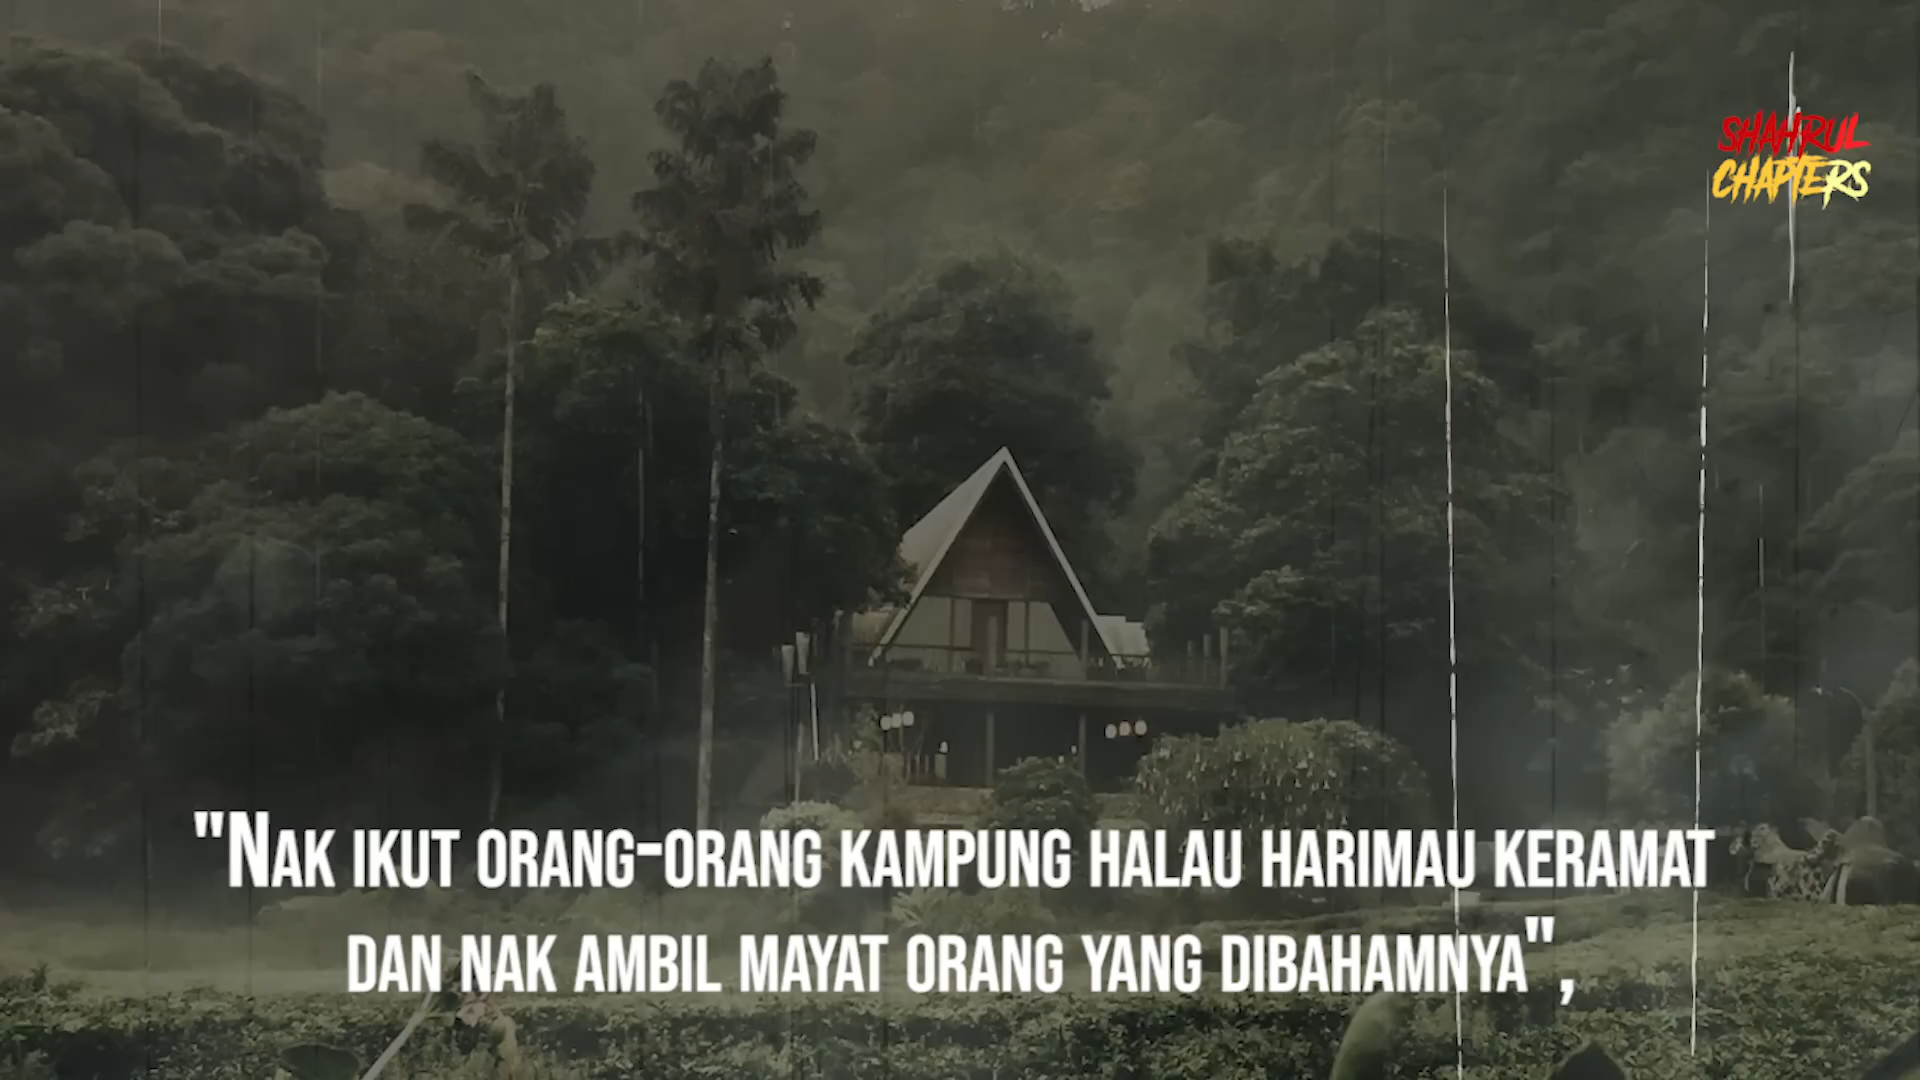 SHAHRUL
CHAPTERS
"NAK IKUT ORANG-ORANG KAMPUNG HALAU HARIMAU KERAMAT
DAN NAK AMBIL MAYAT ORANG YANG DIBAHAMNYA",